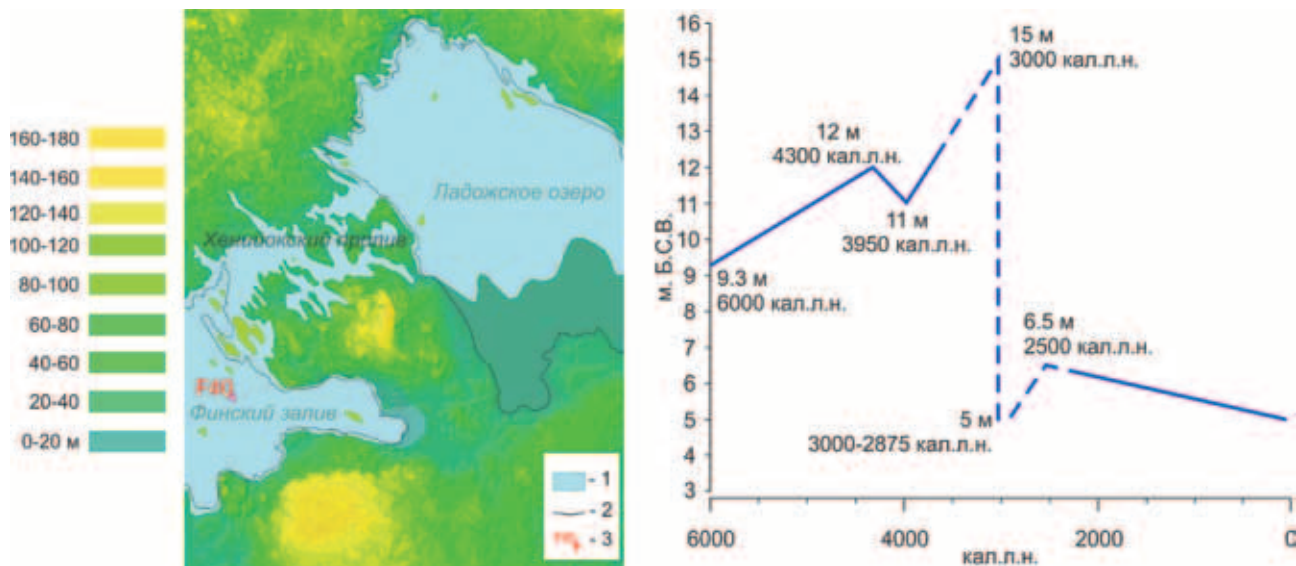 160-180
140-160
120-140
100-120
80-100
60-80
40-60
20-40
0-20 м
Ладожское озеро
Хенийокский пролив
Финский залив
- 1
- 2
- 3
м. Б.С.В.
16
15
14
13
12
11
10
9
8
7
6
5
4
3
15 м
3000 кал.л.н.
12 м
4300 кал.л.н.
11 м
3950 кал.л.н.
9.3 м
6000 кал.л.н.
6.5 м
2500 кал.л.н.
5 м
3000-2875 кал.л.н.
6000
4000
2000
0
кал.л.н.